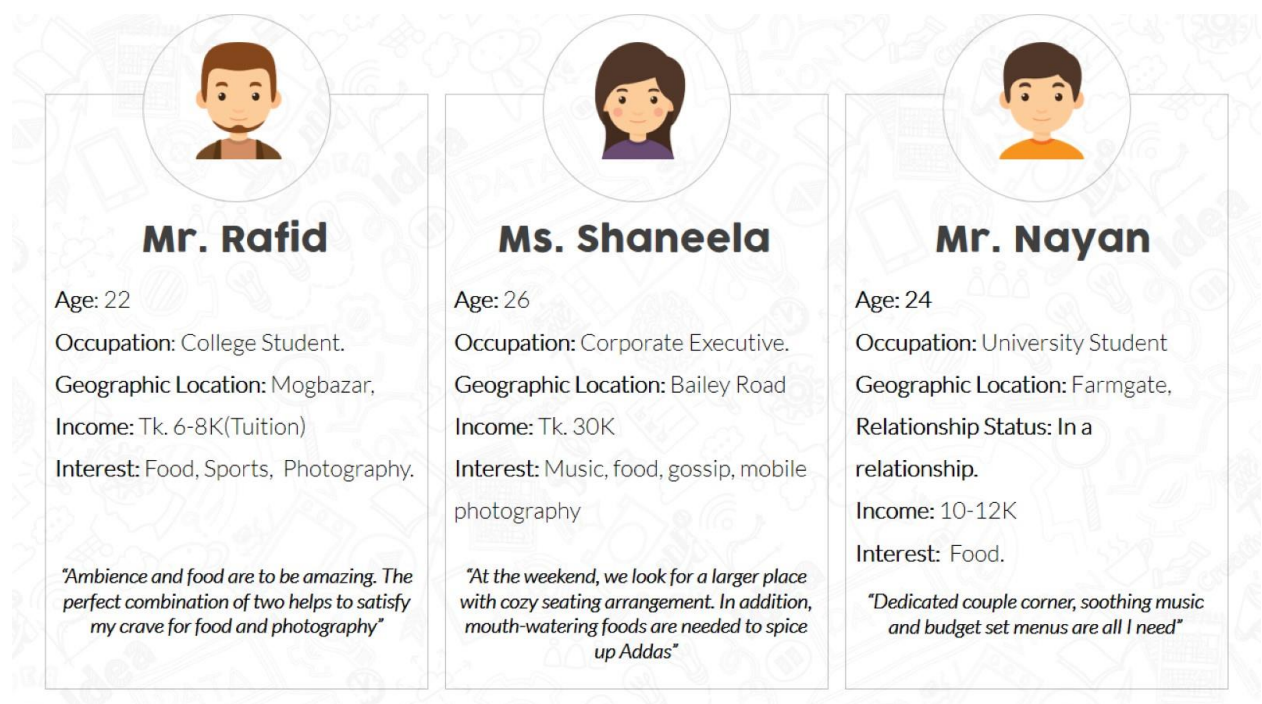 Mr. Rafid
Age: 22
Occupation: College Student.
Geographic Location: Mogbazar,
Income: Tk. 6-8K(Tuition)
Interest: Food, Sports, Photography.
“Ambience and food are to be amazing. The
perfect combination of two helps to satisfy
my crave for food and photography”
Ms. Shaneela
Age: 26
Occupation: Corporate Executive.
Geographic Location: Bailey Road
Income: Tk. 30K
Interest: Music, food, gossip, mobile
photography
“At the weekend, we look for a larger place
with cozy seating arrangement. In addition,
mouth-watering foods are needed to spice
up Addas”
Mr. Nayan
Age: 24
Occupation: University Student
Geographic Location: Farmgate,
Relationship Status: In a
relationship.
Income: 10-12K
Interest: Food.
“Dedicated couple corner, soothing music
and budget set menus are all I need”
Idea
DATA
Idea
Idea